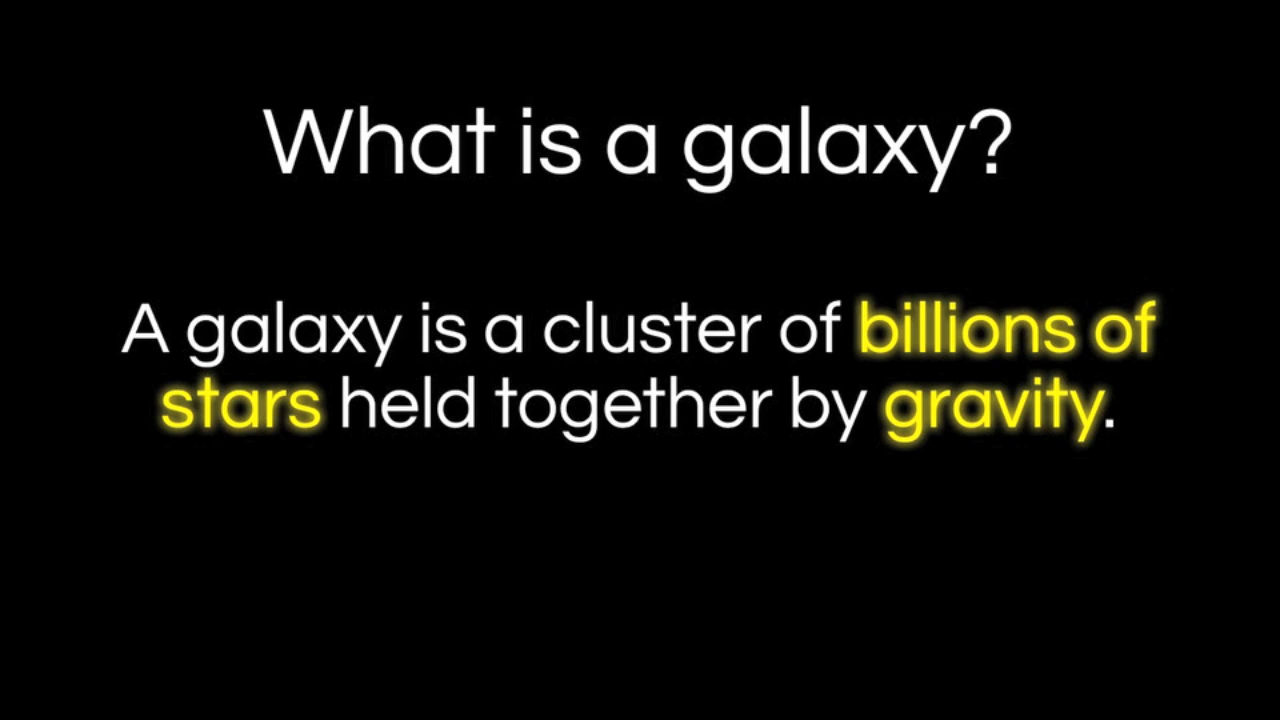 What is a galaxy?
A galaxy is a cluster of billions of
stars held together by gravity.